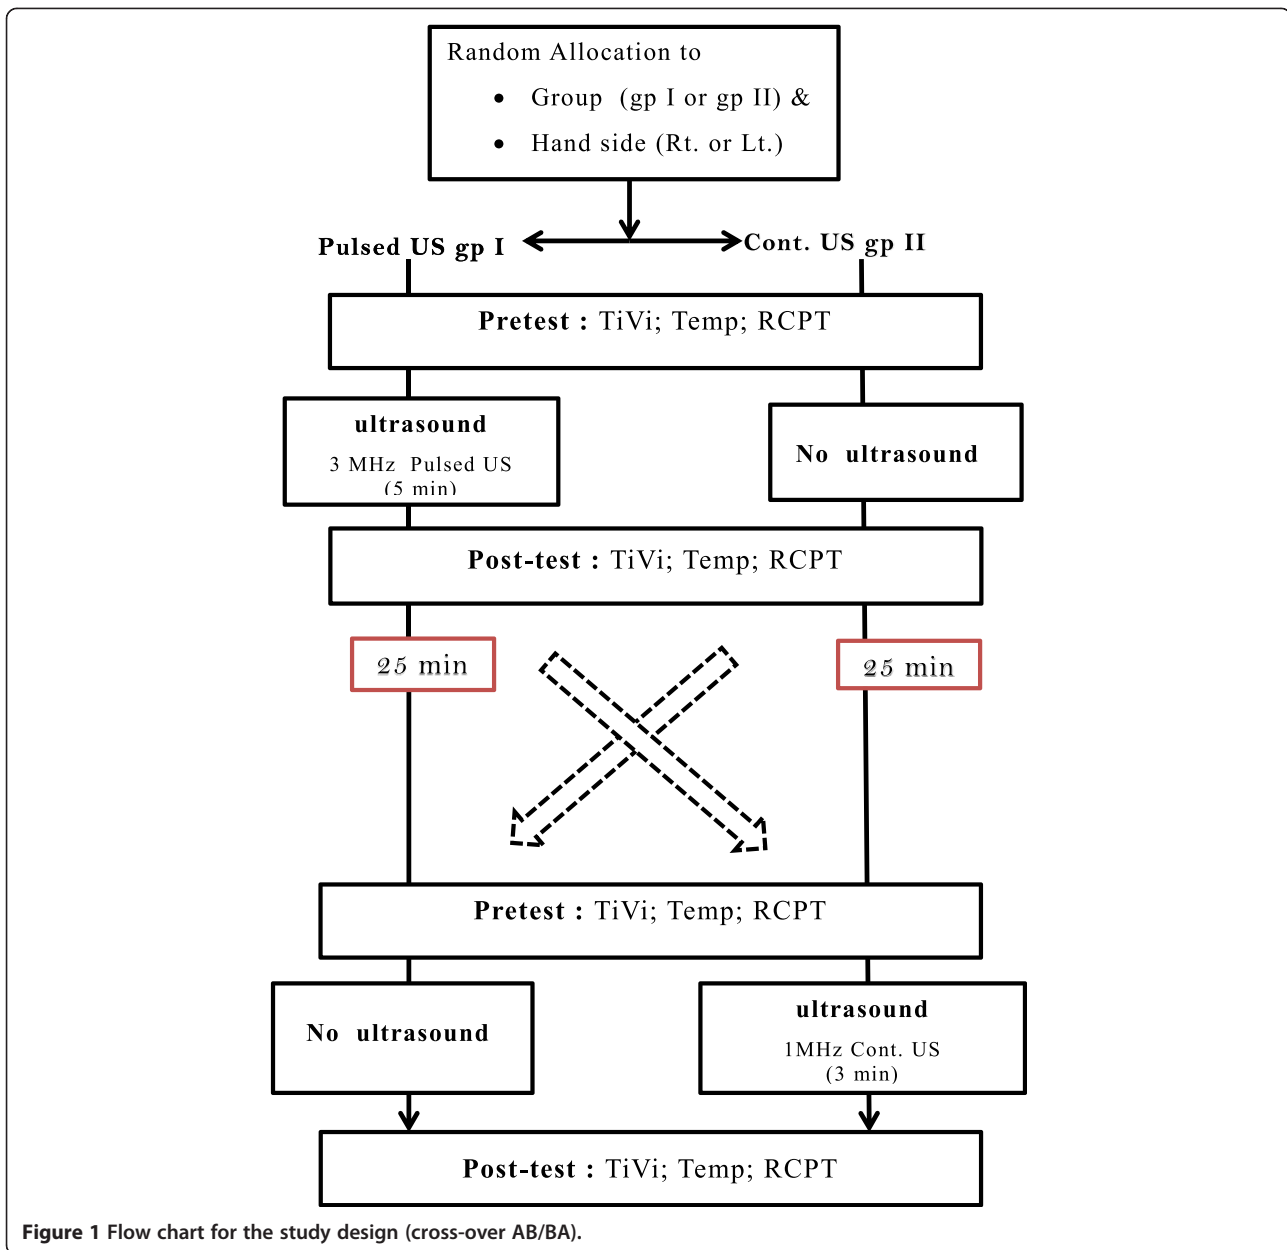 Random Allocation to
• Group (gp I or gp II) &
• Hand side (Rt. or Lt.)
Pulsed US gp I
Cont. US gp II
Pretest : TiVi; Temp; RCPT
ultrasound
3 MHz Pulsed US
(5 min)
No ultrasound
Post-test : TiVi; Temp; RCPT
25 min
25 min
Pretest : TiVi; Temp; RCPT
No ultrasound
ultrasound
1MHz Cont. US
(3 min)
Post-test : TiVi; Temp; RCPT
Figure 1 Flow chart for the study design (cross-over AB/BA).